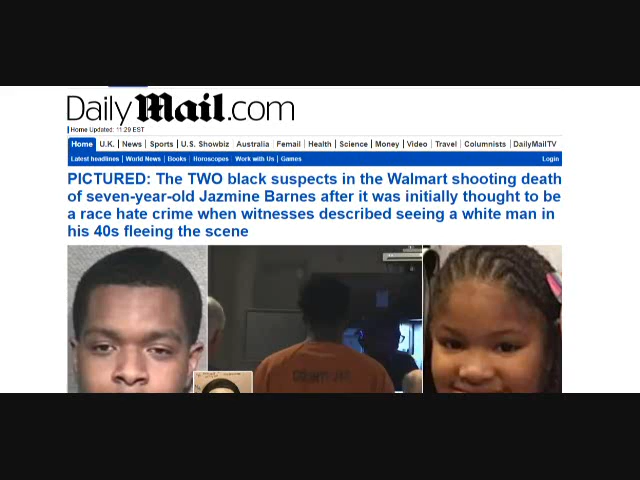 Daily Mail.com
Home Updated: 11:29 EST
Home U.K. News Sports U.S. Showbiz Australia Femail Health Science Money Video Travel Columnists DailyMailTV
Latest headlines World News Books Horoscopes Work with Us Games Login
PICTURED: The TWO black suspects in the Walmart shooting death
of seven-year-old Jazmine Barnes after it was initially thought to be
a race hate crime when witnesses described seeing a white man in
his 40s fleeing the scene